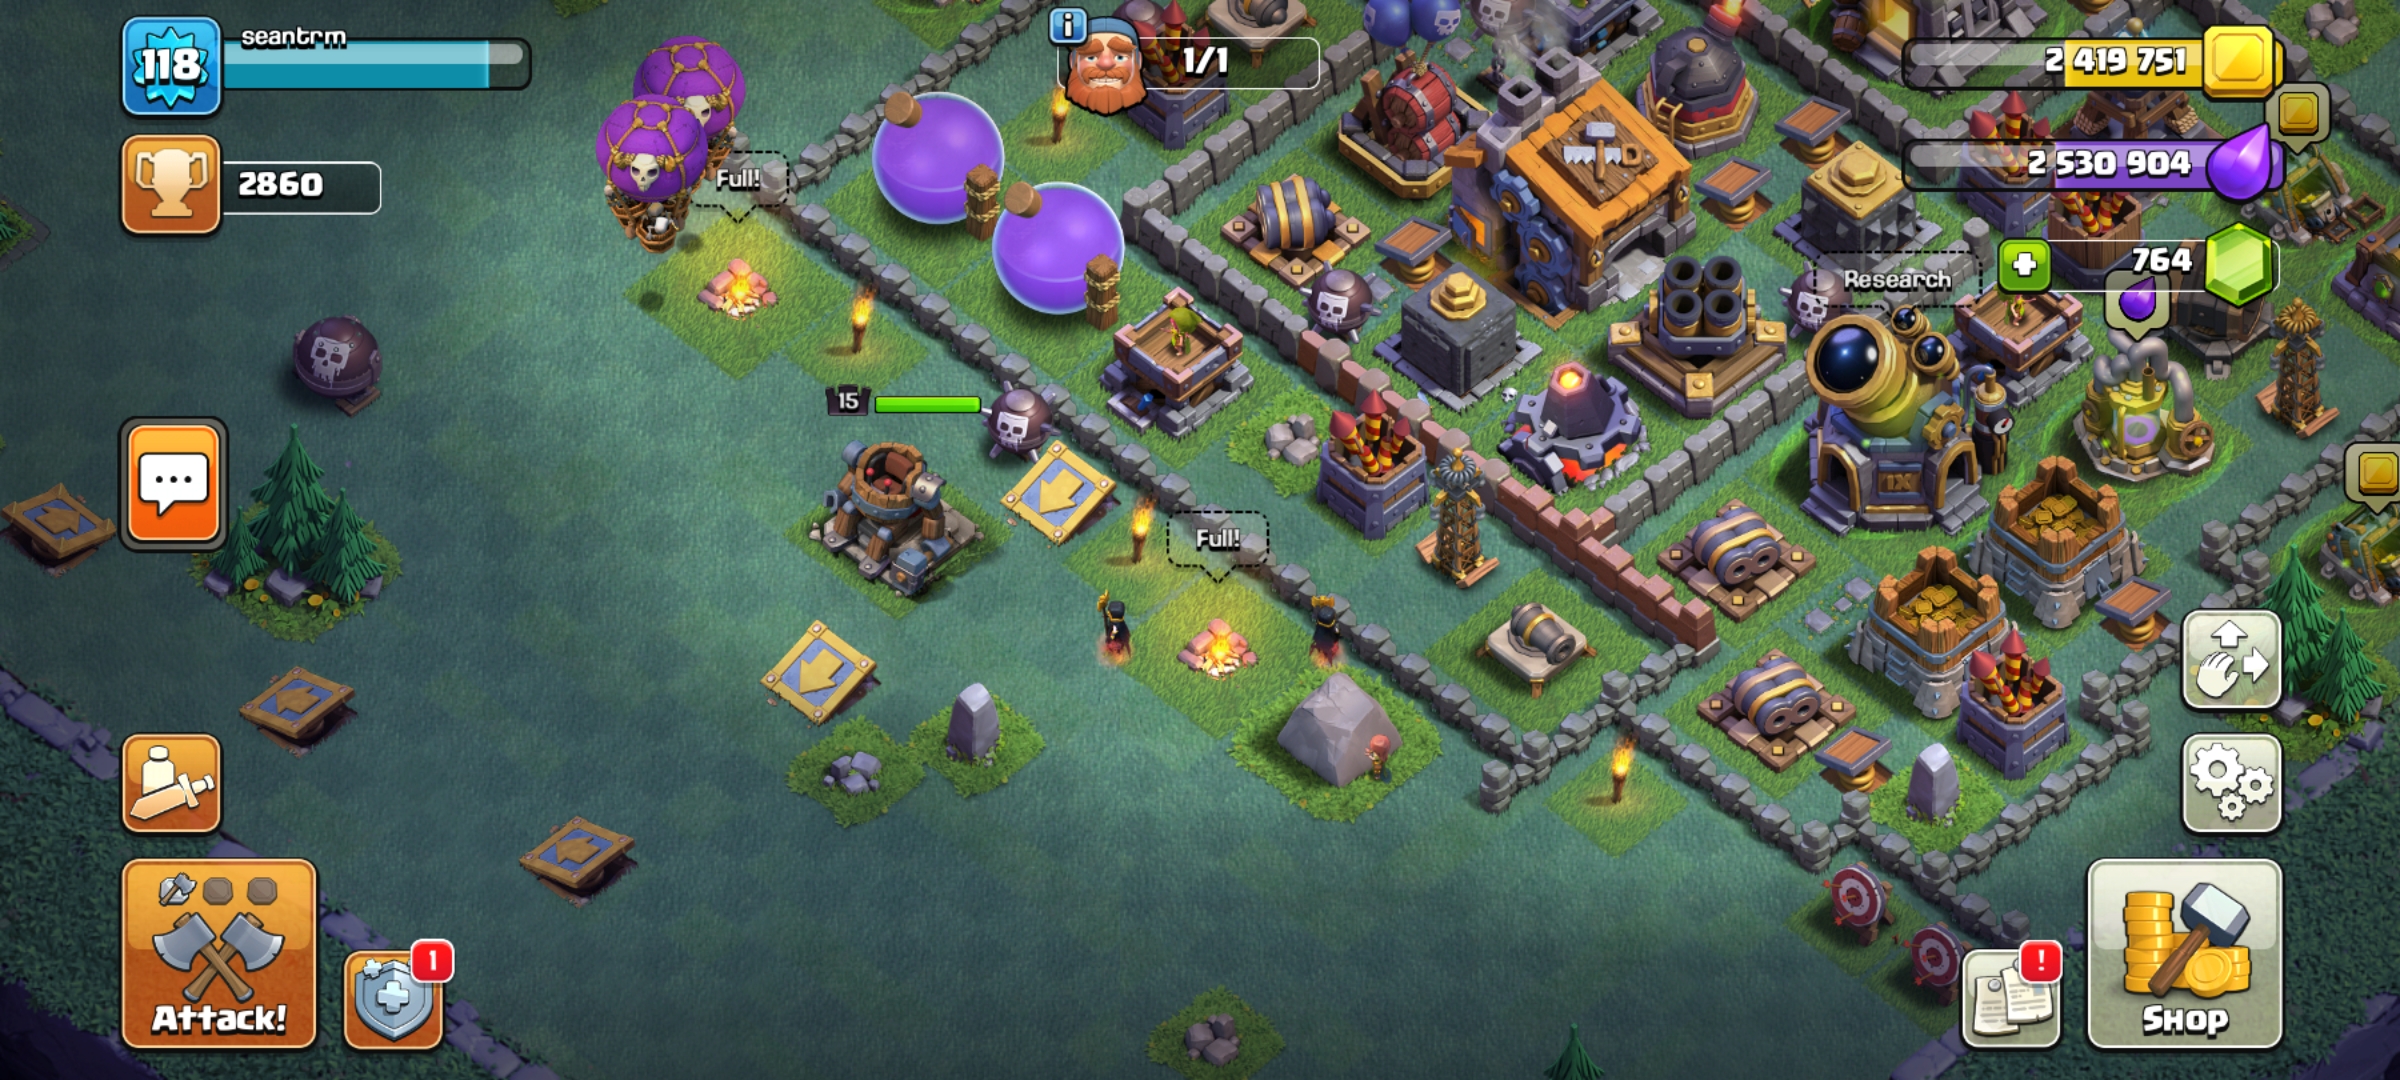 118
seantrm
i
1/1
2 419 751
Full!
2 530 904
2860
764
Research
15
Full!
IX
1
!
Attack!
Shop